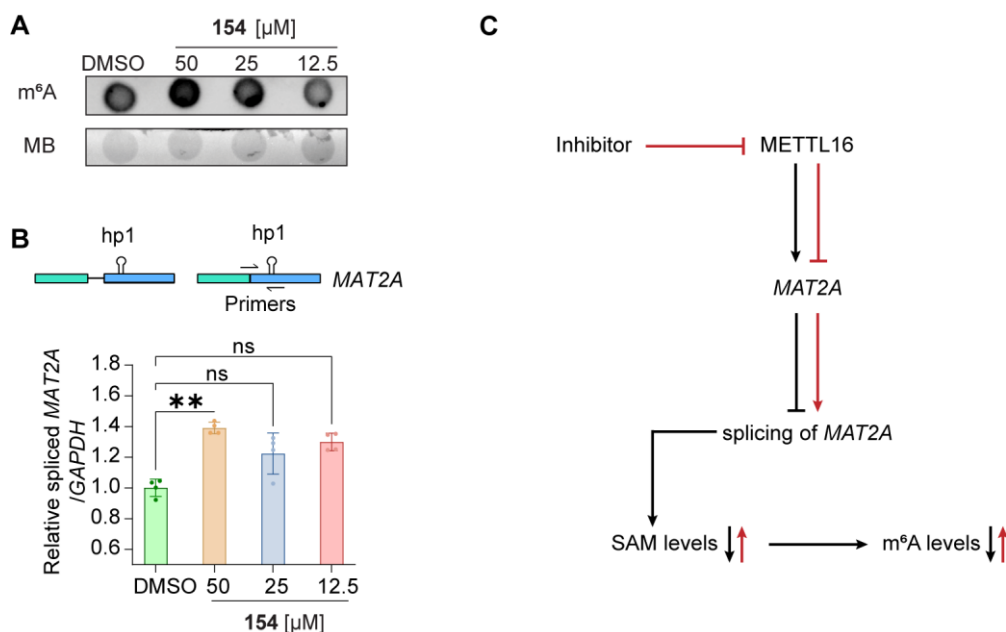 A
154 [µM]
DMSO 50 25 12.5
m⁶A
MB
B
hp1 hp1
MAT2A
Primers
Relative spliced MAT2A
/GAPDH
1.8
1.6
1.4
1.2
1.0
0.8
0.6
ns
ns
**
DMSO 50 25 12.5
154 [µM]
C
Inhibitor METTL16
MAT2A
splicing of MAT2A
SAM levels m⁶A levels